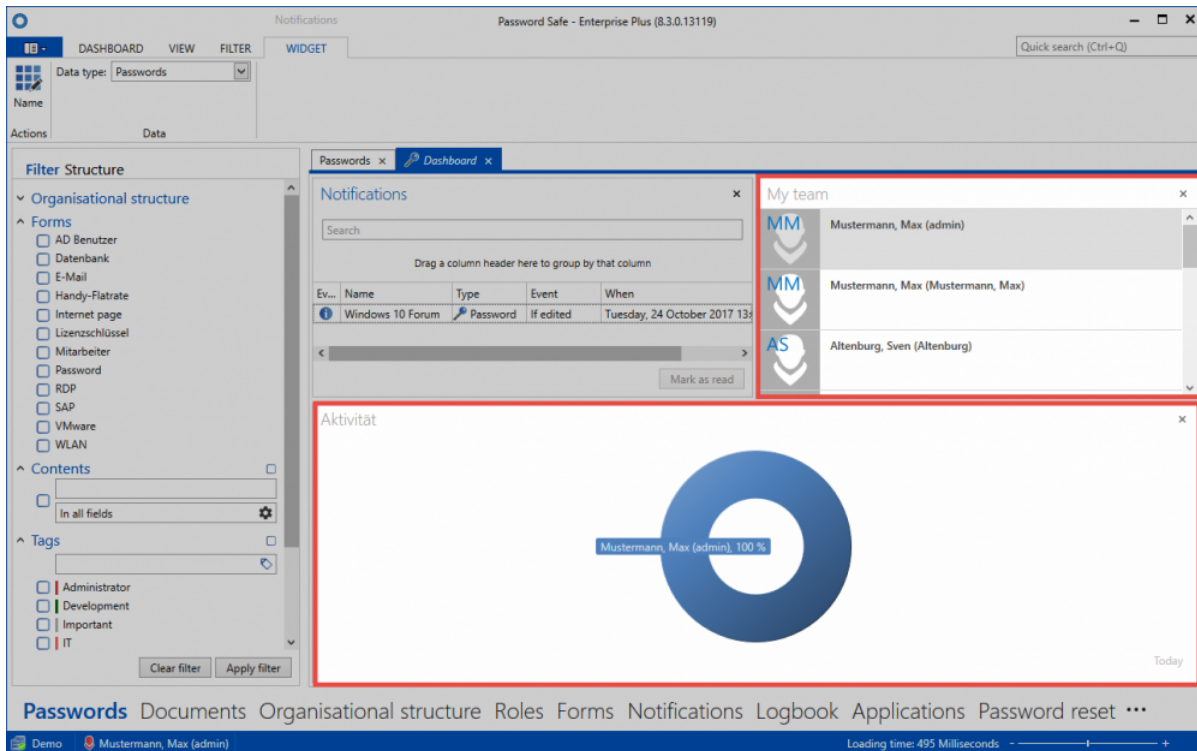 Notifications
Password Safe - Enterprise Plus (8.3.0.13119)
DASHBOARD VIEW FILTER WIDGET
Quick search (Ctrl+Q)
Data type: Passwords
Name
Actions Data
Filter Structure
Organisational structure
Forms
AD Benutzer
Datenbank
E-Mail
Handy-Flatrate
Internet page
Lizenzschlüssel
Mitarbeiter
Password
RDP
SAP
VMware
WLAN
Contents
In all fields
Tags
Administrator
Development
Important
IT
Clear filter Apply filter
Passwords x Dashboard x
Notifications
Search
Drag a column header here to group by that column
Ev... Name Type Event When
Windows 10 Forum Password If edited Tuesday, 24 October 2017 13:
Mark as read
My team
MM Mustermann, Max (admin)
MM Mustermann, Max (Mustermann, Max)
AS Altenburg, Sven (Altenburg)
Aktivität
Mustermann, Max (admin), 100 %
Today
Passwords Documents Organisational structure Roles Forms Notifications Logbook Applications Password reset •••
Demo Mustermann, Max (admin) Loading time: 495 Milliseconds - +